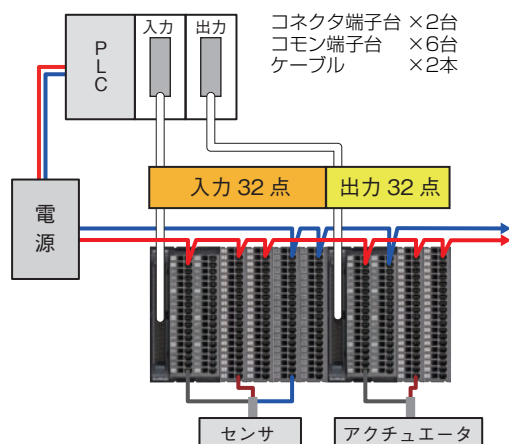 PLC
入力
出力
コネクタ端子台 ×2台
コモン端子台 ×6台
ケーブル ×2本
入力 32 点
出力 32 点
電源
センサ
アクチュエータ